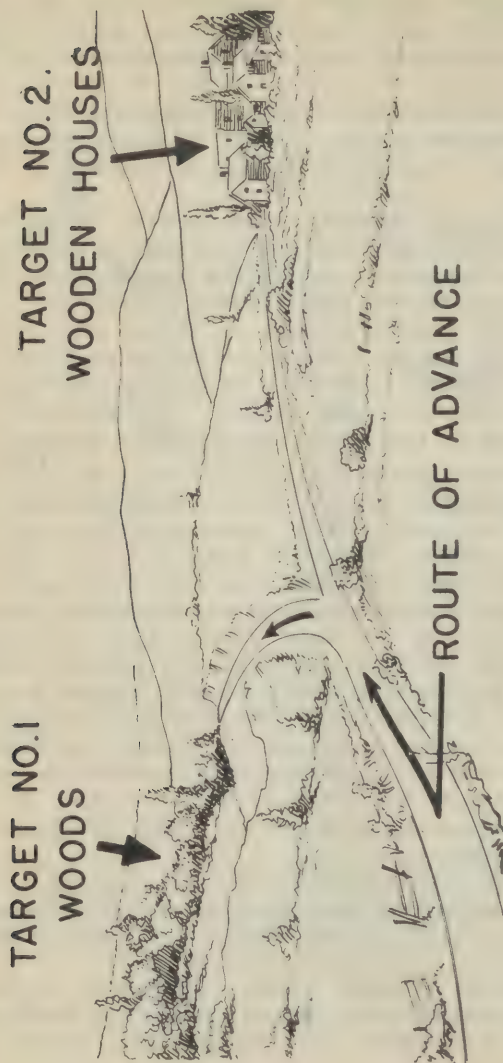 TARGET NO.1
WOODS
TARGET NO.2.
WOODEN HOUSES
ROUTE OF ADVANCE